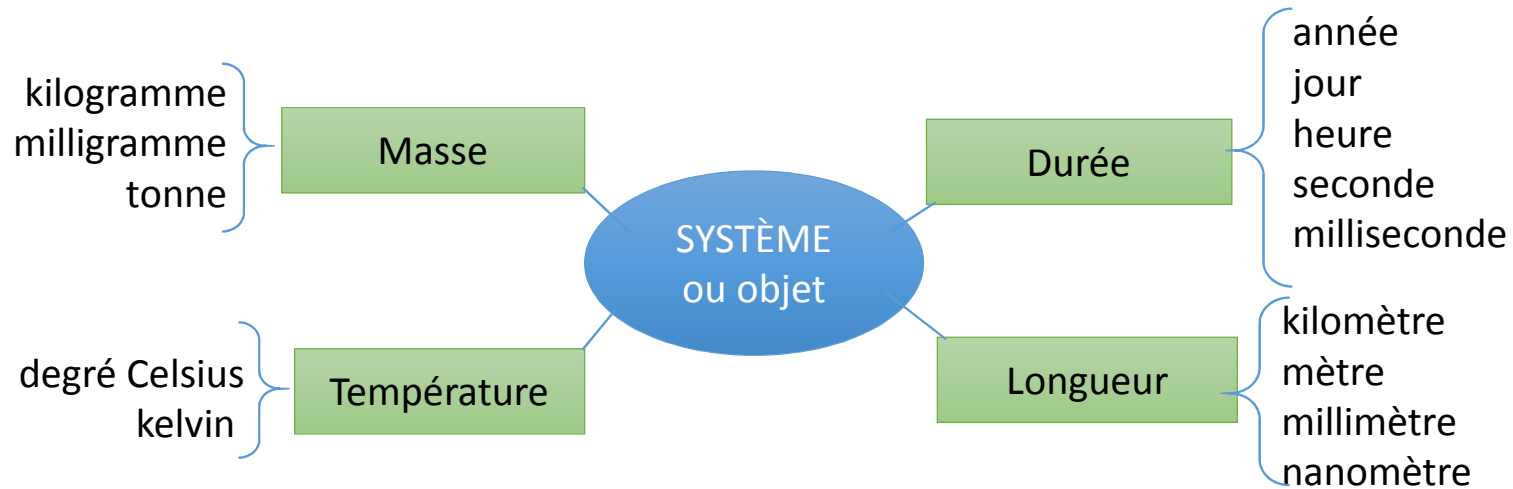 kilogramme
milligramme
tonne
Masse
degré Celsius
kelvin
Température
SYSTÈME
ou objet
Durée
année
jour
heure
seconde
milliseconde
Longueur
kilomètre
mètre
millimètre
nanomètre